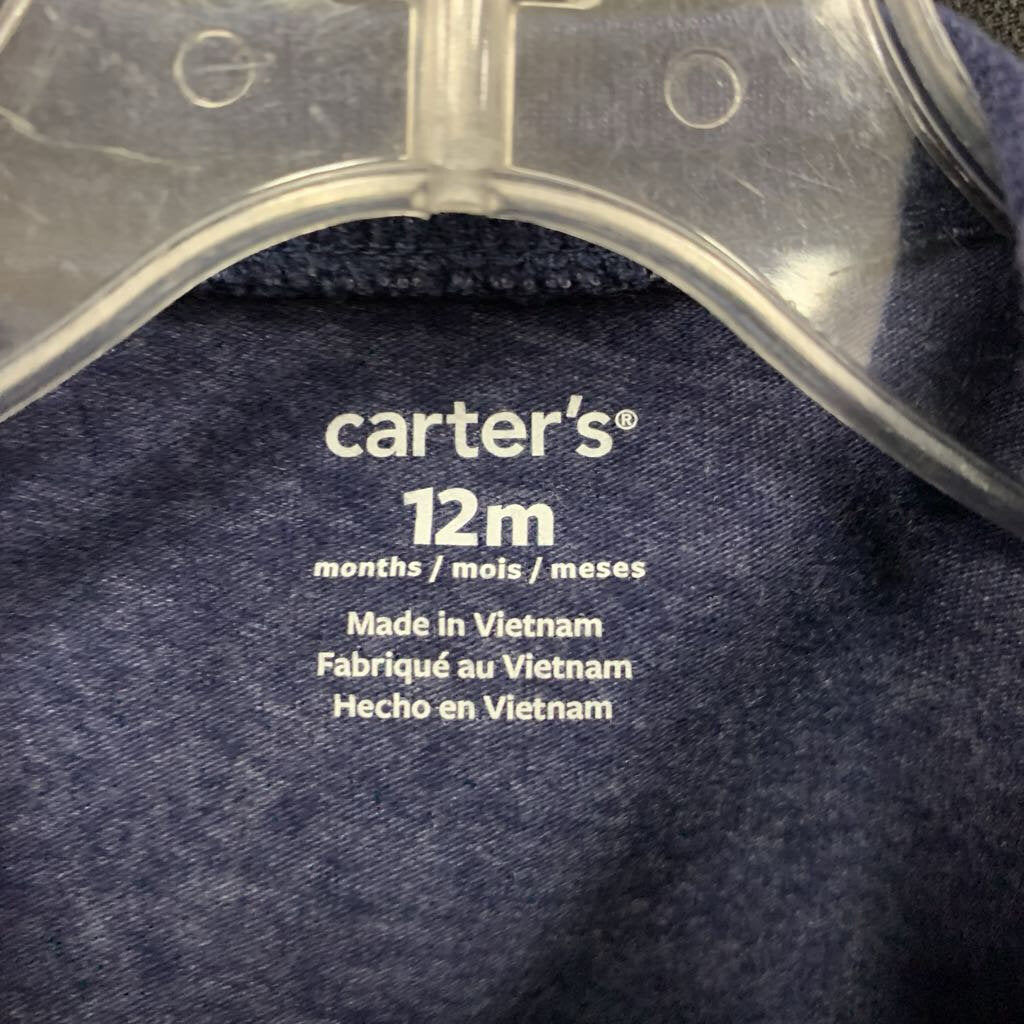 carter's®
12m
months / mois / meses
Made in Vietnam
Fabriqué au Vietnam
Hecho en Vietnam